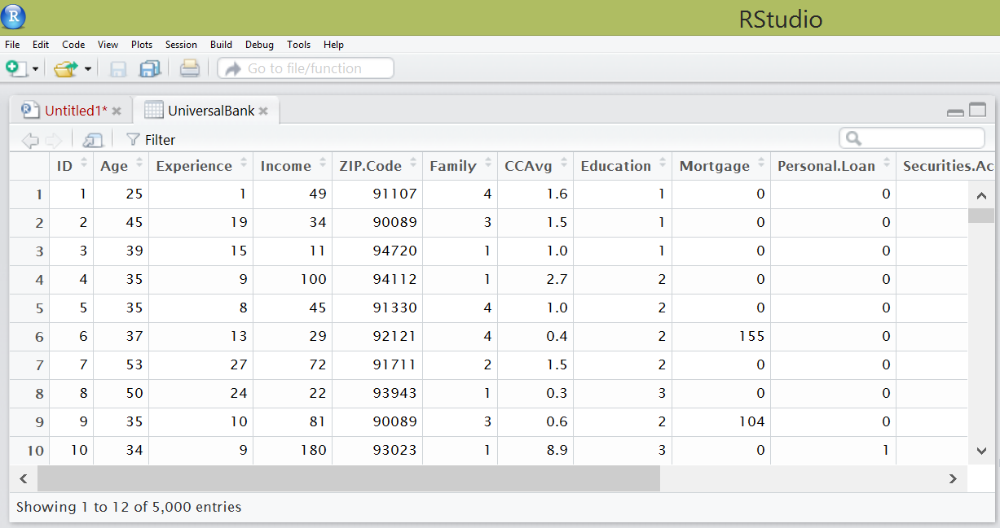 R RStudio
File Edit Code View Plots Session Build Debug Tools Help
Go to file/function
R Untitled1* UniversalBank
Filter
ID Age Experience Income ZIP.Code Family CCAvg Education Mortgage Personal.Loan Securities.Ac
1 1 25 1 49 91107 4 1.6 1 0 0
2 2 45 19 34 90089 3 1.5 1 0 0
3 3 39 15 11 94720 1 1.0 1 0 0
4 4 35 9 100 94112 1 2.7 2 0 0
5 5 35 8 45 91330 4 1.0 2 0 0
6 6 37 13 29 92121 4 0.4 2 155 0
7 7 53 27 72 91711 2 1.5 2 0 0
8 8 50 24 22 93943 1 0.3 3 0 0
9 9 35 10 81 90089 3 0.6 2 104 0
10 10 34 9 180 93023 1 8.9 3 0 1
Showing 1 to 12 of 5,000 entries